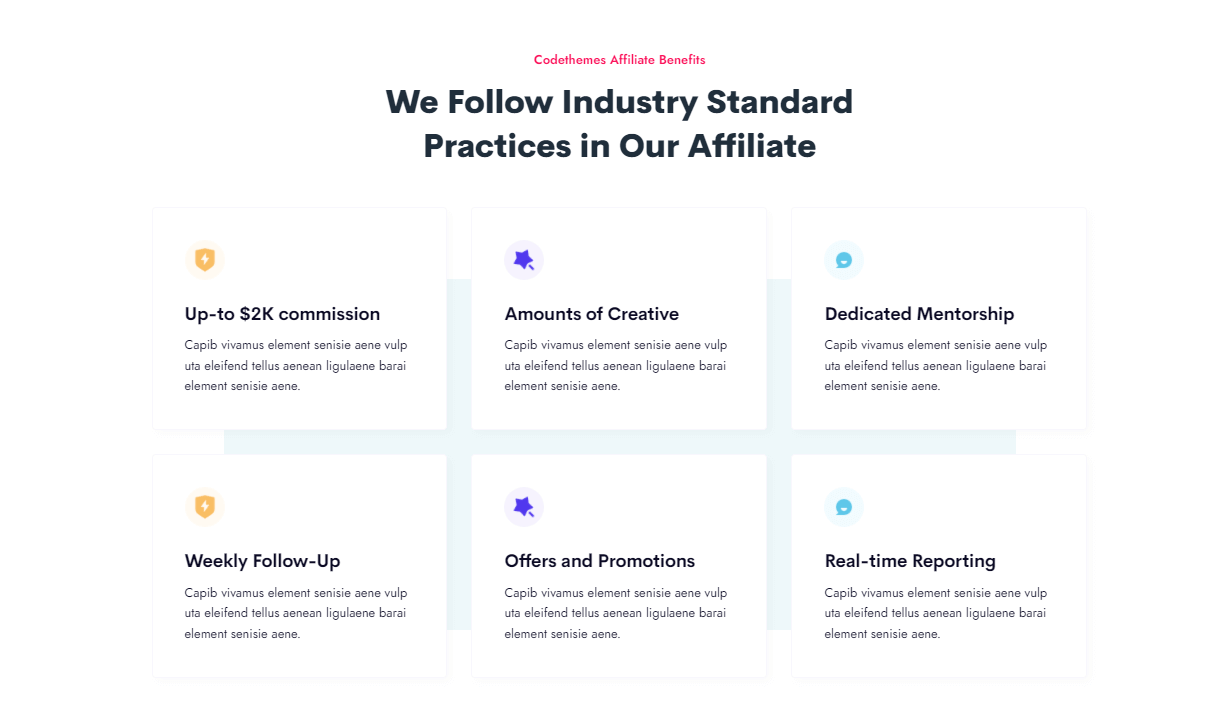 Codethemes Affiliate Benefits
We Follow Industry Standard
Practices in Our Affiliate
Up-to $2K commission
Capib vivamus element senisie aene vulp
uta eleifend tellus aenean ligulaene barai
element senisie aene.
Amounts of Creative
Capib vivamus element senisie aene vulp
uta eleifend tellus aenean ligulaene barai
element senisie aene.
Dedicated Mentorship
Capib vivamus element senisie aene vulp
uta eleifend tellus aenean ligulaene barai
element senisie aene.
Weekly Follow-Up
Capib vivamus element senisie aene vulp
uta eleifend tellus aenean ligulaene barai
element senisie aene.
Offers and Promotions
Capib vivamus element senisie aene vulp
uta eleifend tellus aenean ligulaene barai
element senisie aene.
Real-time Reporting
Capib vivamus element senisie aene vulp
uta eleifend tellus aenean ligulaene barai
element senisie aene.